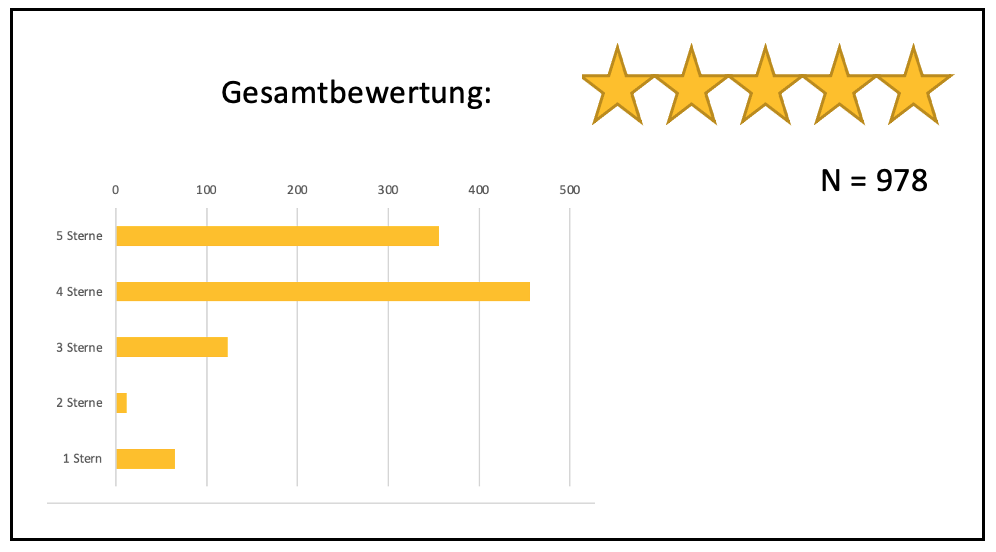 Gesamtbewertung:
N = 978
0 100 200 300 400 500
5 Sterne
4 Sterne
3 Sterne
2 Sterne
1 Stern